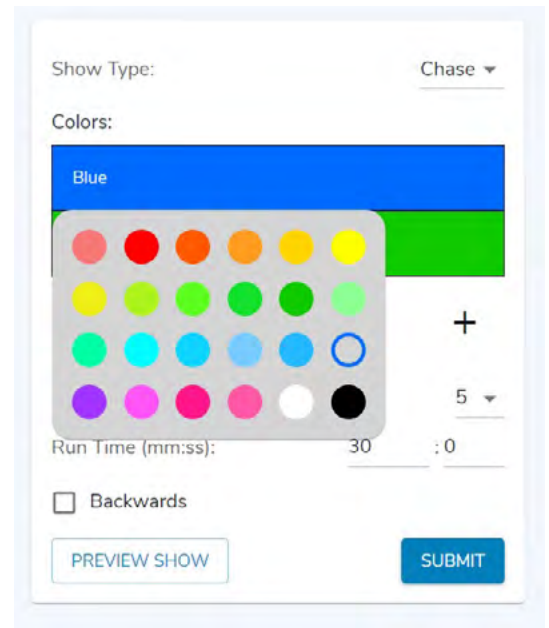 Show Type: Chase
Colors:
Blue
+
5
Run Time (mm:ss): 30 : 0
Backwards
PREVIEW SHOW SUBMIT